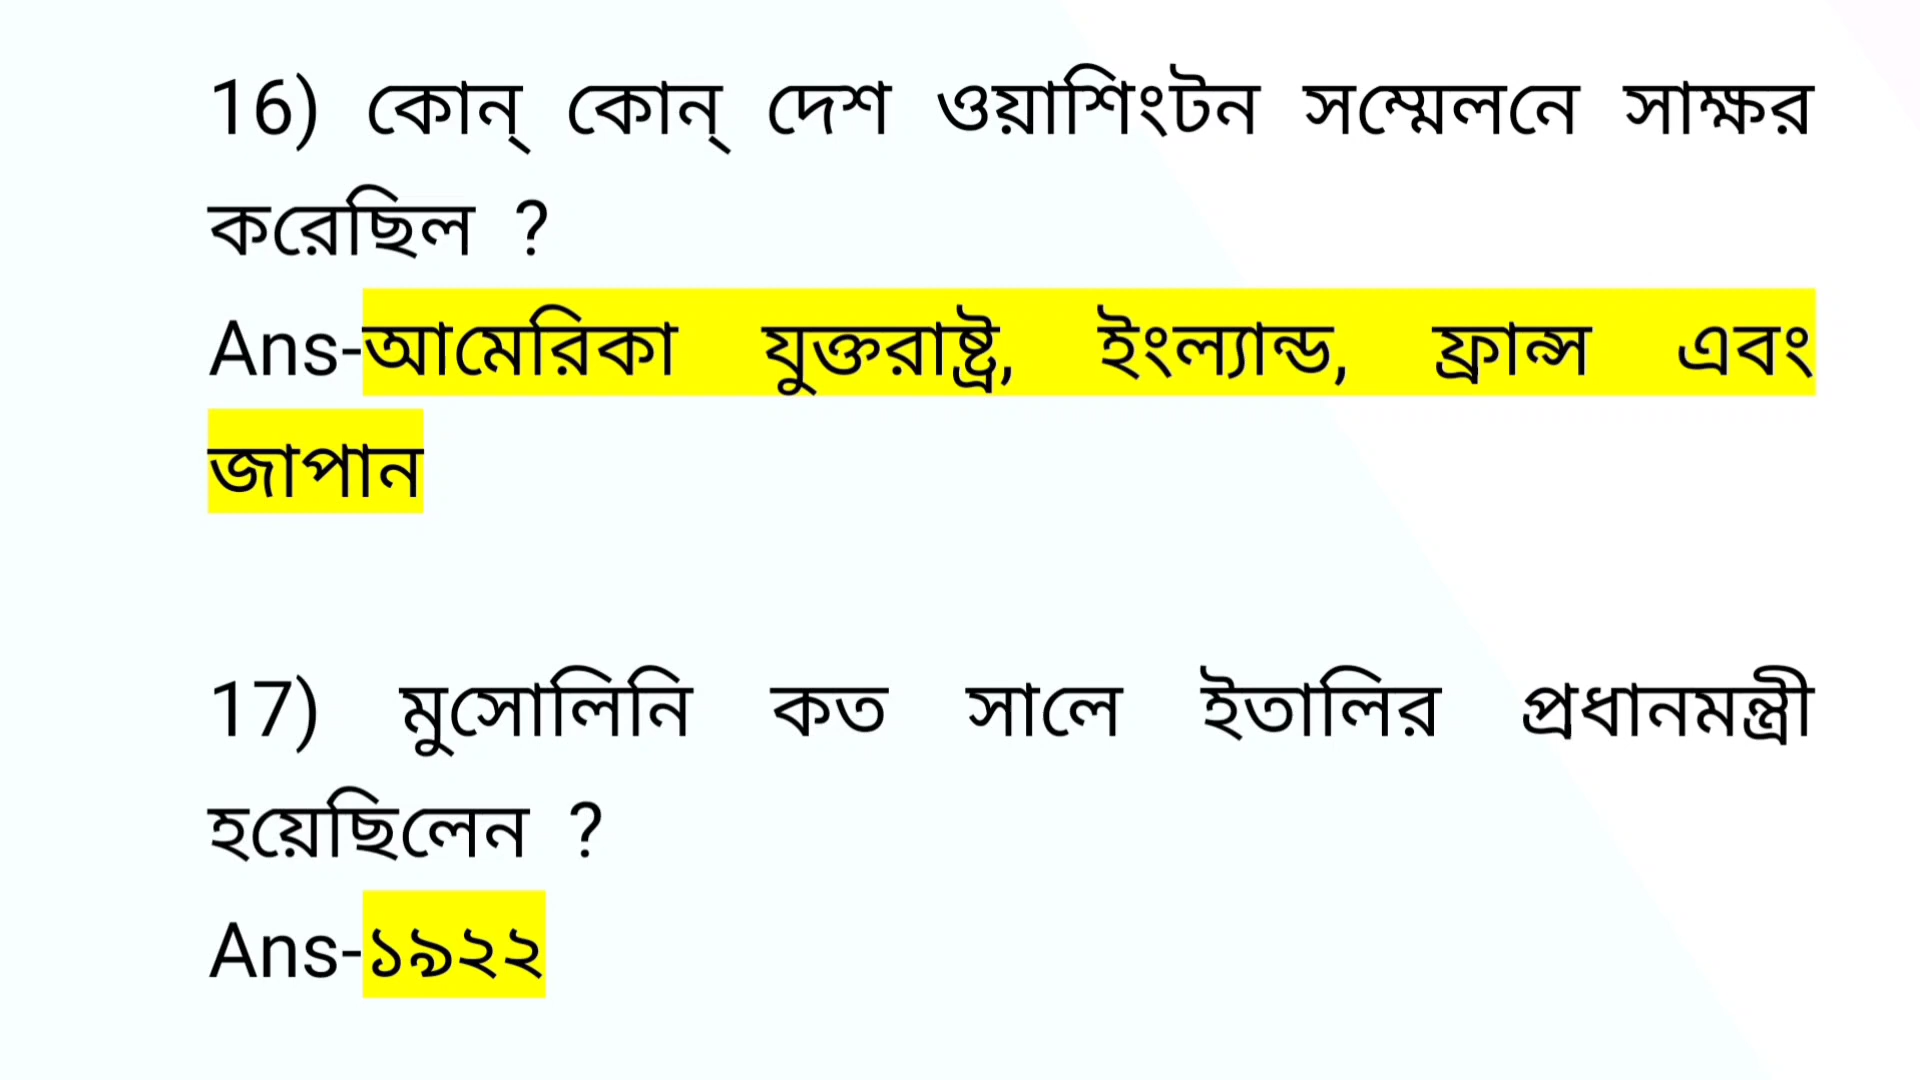 16) কোন্ কোন্ দেশ ওয়াশিংটন সম্মেলনে সাক্ষর
করেছিল ?
Ans-আমেরিকা যুক্তরাষ্ট্র, ইংল্যান্ড, ফ্রান্স এবং
জাপান
17) মুসোলিনি কত সালে ইতালির প্রধানমন্ত্রী
হয়েছিলেন ?
Ans-১৯২২